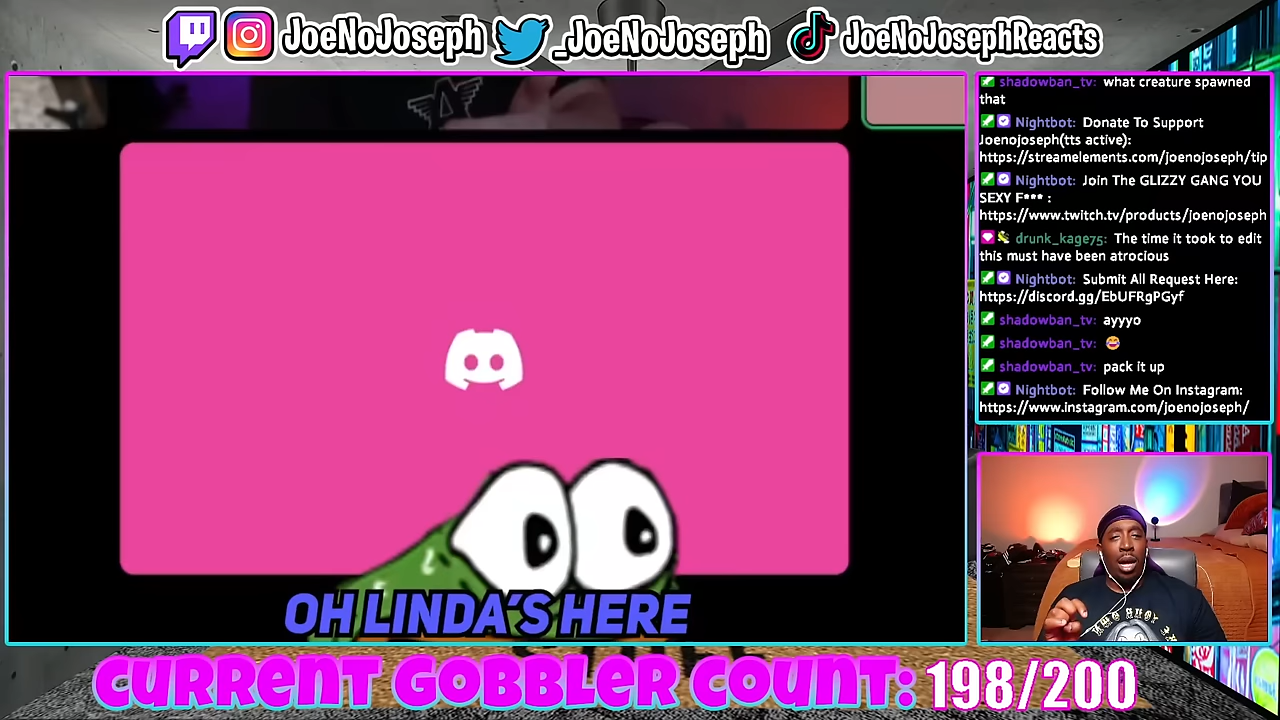 JoeNoJoseph _JoeNoJoseph JoeNoJosephReacts
shadowban_tv: what creature spawned
that
Nightbot: Donate To Support
Joenojoseph(tts active):
https://streamelements.com/joenojoseph/tip
Nightbot: Join The GLIZZY GANG YOU
SEXY F*** :
https://www.twitch.tv/products/joenojoseph
drunk_kage75: The time it took to edit
this must have been atrocious
Nightbot: Submit All Request Here:
https://discord.gg/EbUFRgPGyf
shadowban_tv: ayyyo
shadowban_tv: 😂
shadowban_tv: pack it up
Nightbot: Follow Me On Instagram:
https://www.instagram.com/joenojoseph/
OH LINDA'S HERE
CURRENT GOBBLER COUNT: 198/200